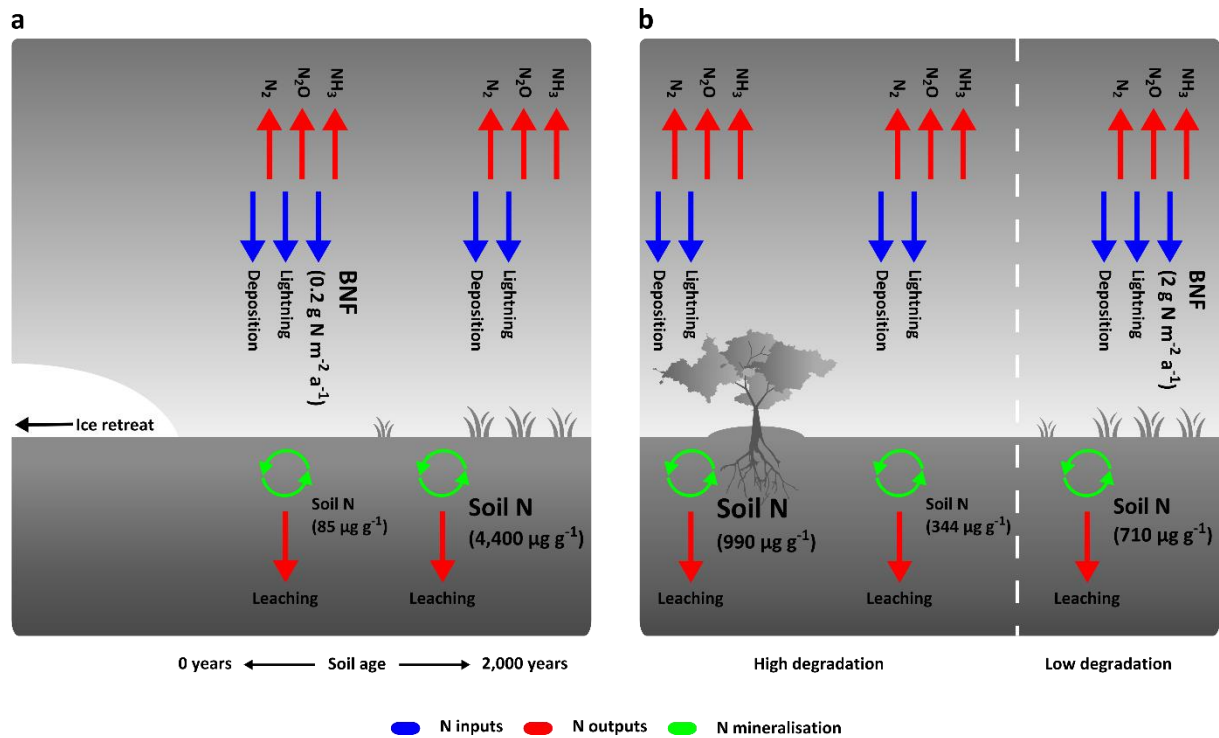 a
N₂
N₂O
NH₃
N₂
N₂O
NH₃
Deposition
Lightning
BNF
(0.2 g N m⁻² a⁻¹)
Deposition
Lightning
Ice retreat
Soil N
(85 µg g⁻¹)
Soil N
(4,400 µg g⁻¹)
Leaching
Leaching
0 years
Soil age
2,000 years
b
N₂
N₂O
NH₃
N₂
N₂O
NH₃
N₂
N₂O
NH₃
Deposition
Lightning
Deposition
Lightning
Deposition
Lightning
BNF
(2 g N m⁻² a⁻¹)
Soil N
(990 µg g⁻¹)
Soil N
(344 µg g⁻¹)
Soil N
(710 µg g⁻¹)
Leaching
Leaching
Leaching
High degradation
Low degradation
N inputs
N outputs
N mineralisation